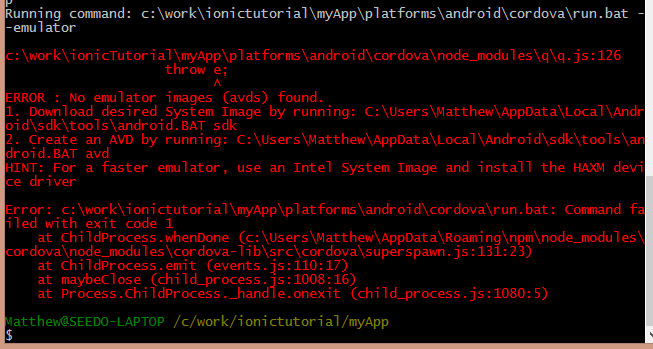 Running command: c:\work\ionictutorial\myApp\platforms\android\cordova\run.bat -
-emulator
c:\work\ionicTutorial\myApp\platforms\android\cordova\node_modules\q\q.js:126
throw e;
^
ERROR : No emulator images (avds) found.
1. Download desired System Image by running: C:\Users\Matthew\AppData\Local\Andr
oid\sdk\tools\android.BAT sdk
2. Create an AVD by running: C:\Users\Matthew\AppData\Local\Android\sdk\tools\an
droid.BAT avd
HINT: For a faster emulator, use an Intel System Image and install the HAXM devi
ce driver
Error: c:\work\ionictutorial\myApp\platforms\android\cordova\run.bat: Command fa
iled with exit code 1
at ChildProcess.whenDone (c:\Users\Matthew\AppData\Roaming\npm\node_modules\
cordova\node_modules\cordova-lib\src\cordova\superspawn.js:131:23)
at ChildProcess.emit (events.js:110:17)
at maybeClose (child_process.js:1008:16)
at Process.ChildProcess._handle.onexit (child_process.js:1080:5)
Matthew@SEEDO-LAPTOP /c/work/ionictutorial/myApp
$